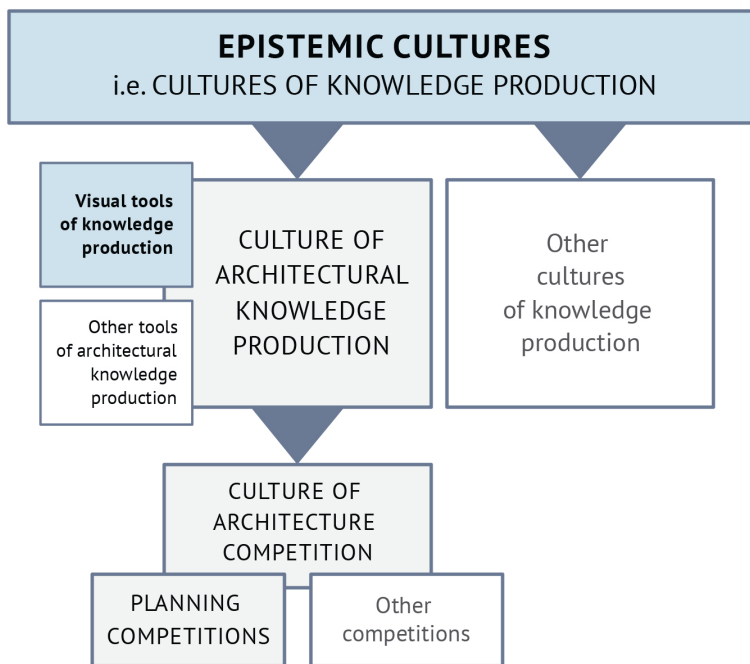 EPISTEMIC CULTURES
i.e. CULTURES OF KNOWLEDGE PRODUCTION
Visual tools
of knowledge
production
Other tools
of architectural
knowledge
production
CULTURE OF
ARCHITECTURAL
KNOWLEDGE
PRODUCTION
Other
cultures
of knowledge
production
CULTURE OF
ARCHITECTURE
COMPETITION
PLANNING
COMPETITIONS
Other
competitions